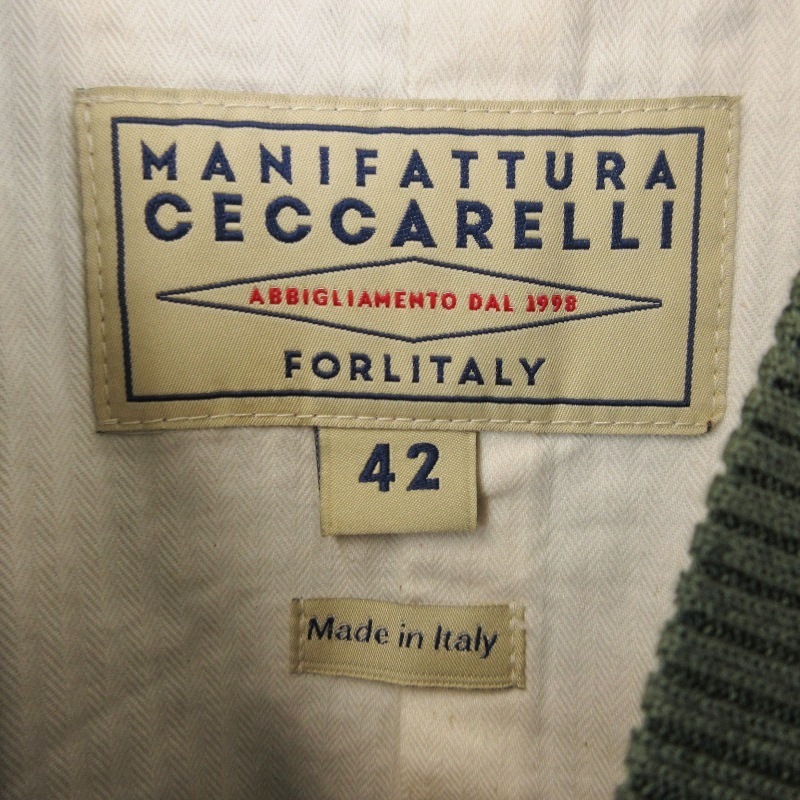 MANIFATTURA
CECCARELLI
ABBIGLIAMENTO DAL 1998
FORLITALY
42
Made in Italy